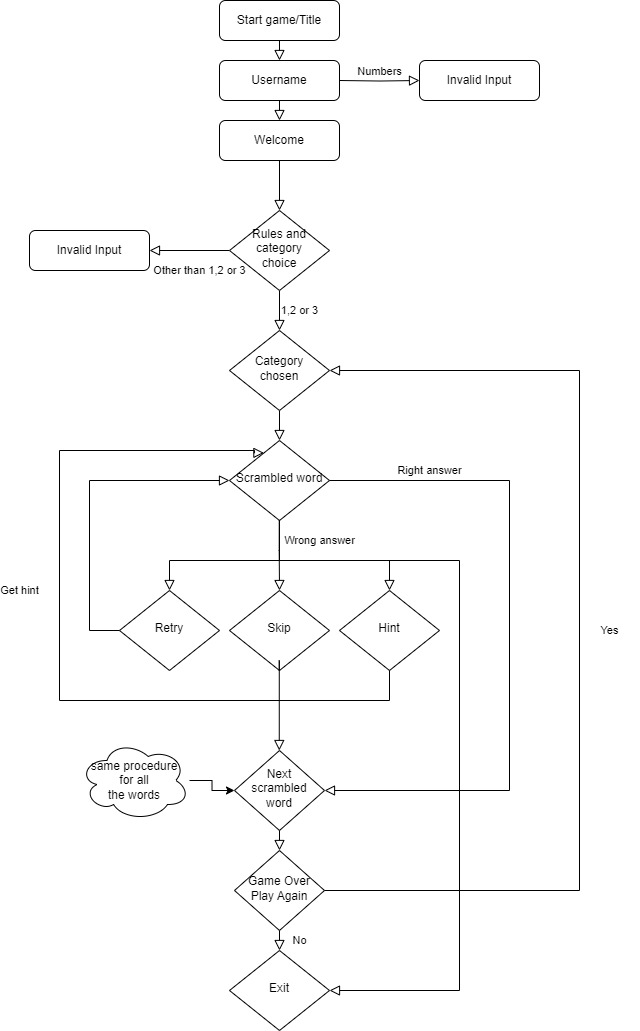 Start game/Title
Username
Numbers
Invalid Input
Welcome
Rules and
category
choice
Invalid Input
Other than 1,2 or 3
1,2 or 3
Category
chosen
Scrambled word
Right answer
Wrong answer
Get hint
Retry
Skip
Hint
Yes
same procedure
for all
the words
Next
scrambled
word
Game Over
Play Again
No
Exit